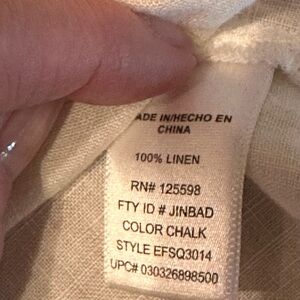 ADE IN/HECHO EN
CHINA
100% LINEN
RN# 125598
FTY ID # JINBAD
COLOR CHALK
STYLE EFSQ3014
UPC# 030326898500